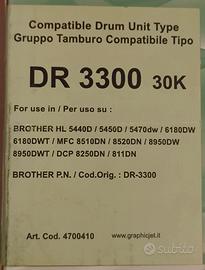 Compatible Drum Unit Type
Gruppo Tamburo Compatibile Tipo
DR 3300 30K
For use in / Per uso su :
BROTHER HL 5440D / 5450D / 5470dw / 6180DW
6180DWT / MFC 8510DN / 8520DN / 8950DW
8950DWT / DCP 8250DN / 811DN
BROTHER P.N. / Cod.Orig. : DR-3300
Art. Cod. 4700410 www.graphicjet.it
subito